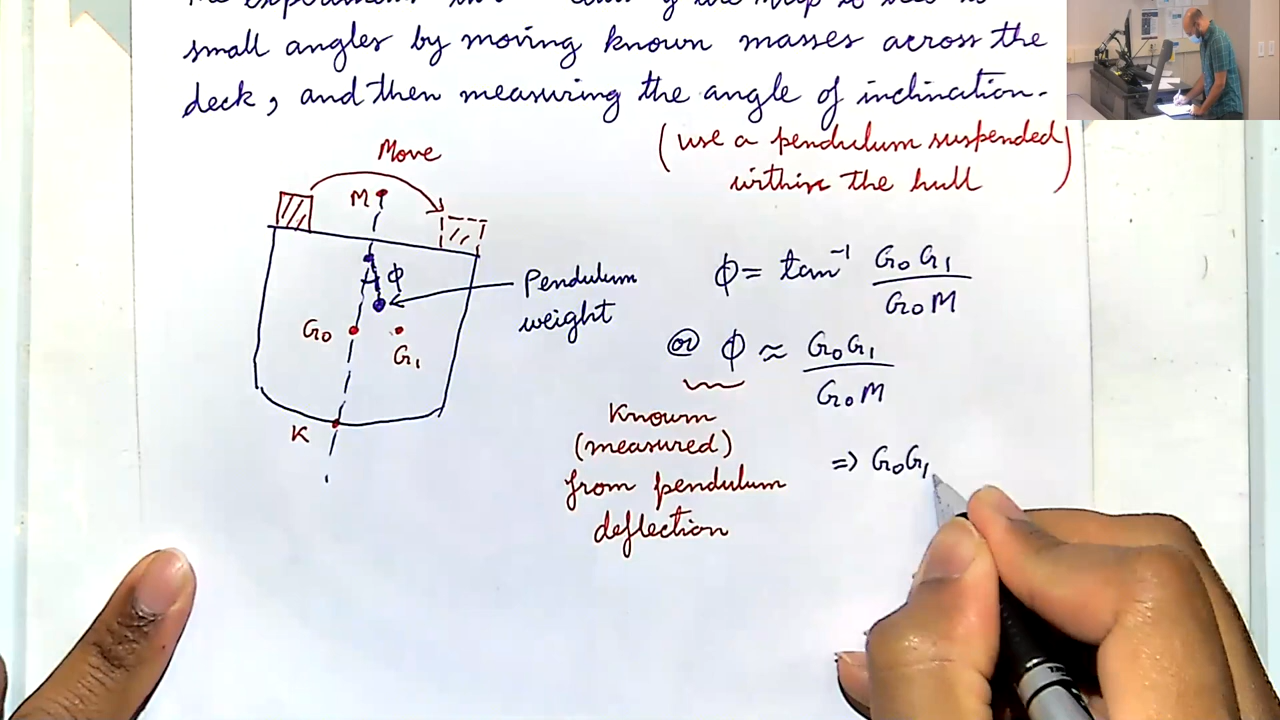 small angles by moving known masses across the
deck, and then measuring the angle of inclination.
(use a pendulum suspended
within the hull)
Move
M
ϕ
Pendulum
weight
G₀
G₁
K
ϕ = tan⁻¹ G₀G₁ / G₀M
or ϕ ≈ G₀G₁ / G₀M
Known
(measured)
from pendulum
deflection
=> G₀G₁